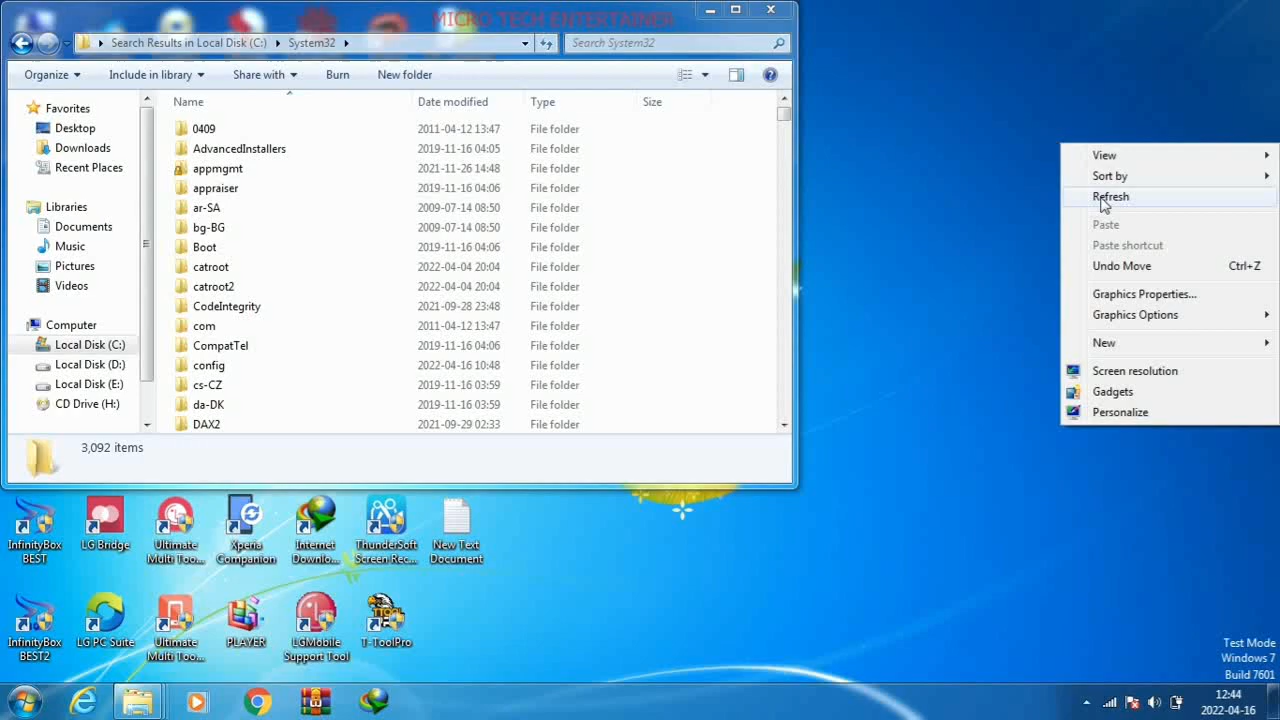 MICRO TECH ENTERTAINER
Search Results in Local Disk (C:)
System32
Search System32
Organize
Include in library
Share with
Burn
New folder
Name
Date modified
Type
Size
Favorites
Desktop
Downloads
Recent Places
Libraries
Documents
Music
Pictures
Videos
Computer
Local Disk (C:)
Local Disk (D:)
Local Disk (E:)
CD Drive (H:)
0409 2011-04-12 13:47 File folder
AdvancedInstallers 2019-11-16 04:05 File folder
appmgmt 2021-11-26 14:48 File folder
appraiser 2019-11-16 04:06 File folder
ar-SA 2009-07-14 08:50 File folder
bg-BG 2009-07-14 08:50 File folder
Boot 2019-11-16 04:06 File folder
catroot 2022-04-04 20:04 File folder
catroot2 2022-04-04 20:04 File folder
CodeIntegrity 2021-09-28 23:48 File folder
com 2011-04-12 13:47 File folder
CompatTel 2019-11-16 04:06 File folder
config 2022-04-16 10:48 File folder
cs-CZ 2019-11-16 03:59 File folder
da-DK 2019-11-16 03:59 File folder
DAX2 2021-09-29 02:33 File folder
3,092 items
View
Sort by
Refresh
Paste
Paste shortcut
Undo Move Ctrl+Z
Graphics Properties...
Graphics Options
New
Screen resolution
Gadgets
Personalize
InfinityBox
BEST
LG Bridge
Ultimate
Multi Too...
Xperia
Companion
Internet
Downlo...
ThunderSoft
Screen Rec...
New Text
Document
InfinityBox
BEST2
LG PC Suite
Ultimate
Multi Too...
PLAYER
LGMobile
Support Tool
T-ToolPro
Test Mode
Windows 7
Build 7601
12:44
2022-04-16